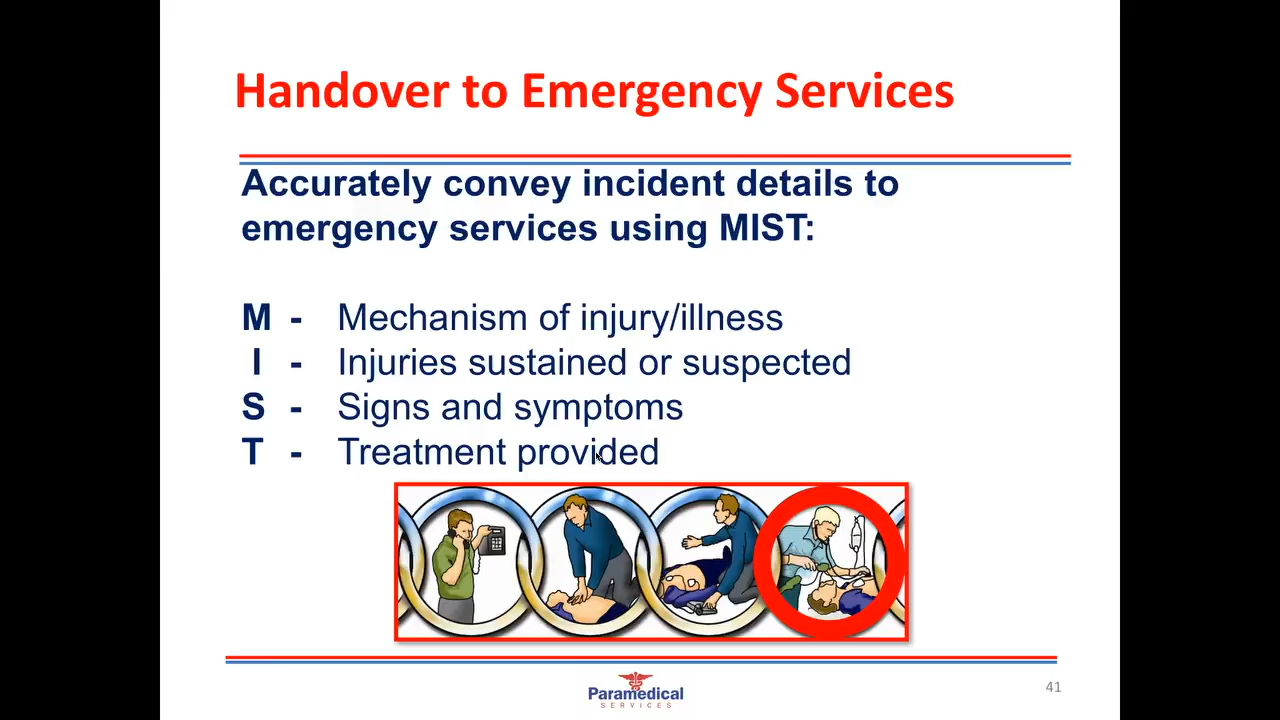 Handover to Emergency Services
Accurately convey incident details to
emergency services using MIST:
M - Mechanism of injury/illness
I - Injuries sustained or suspected
S - Signs and symptoms
T - Treatment provided
Paramedical
SERVICES
41